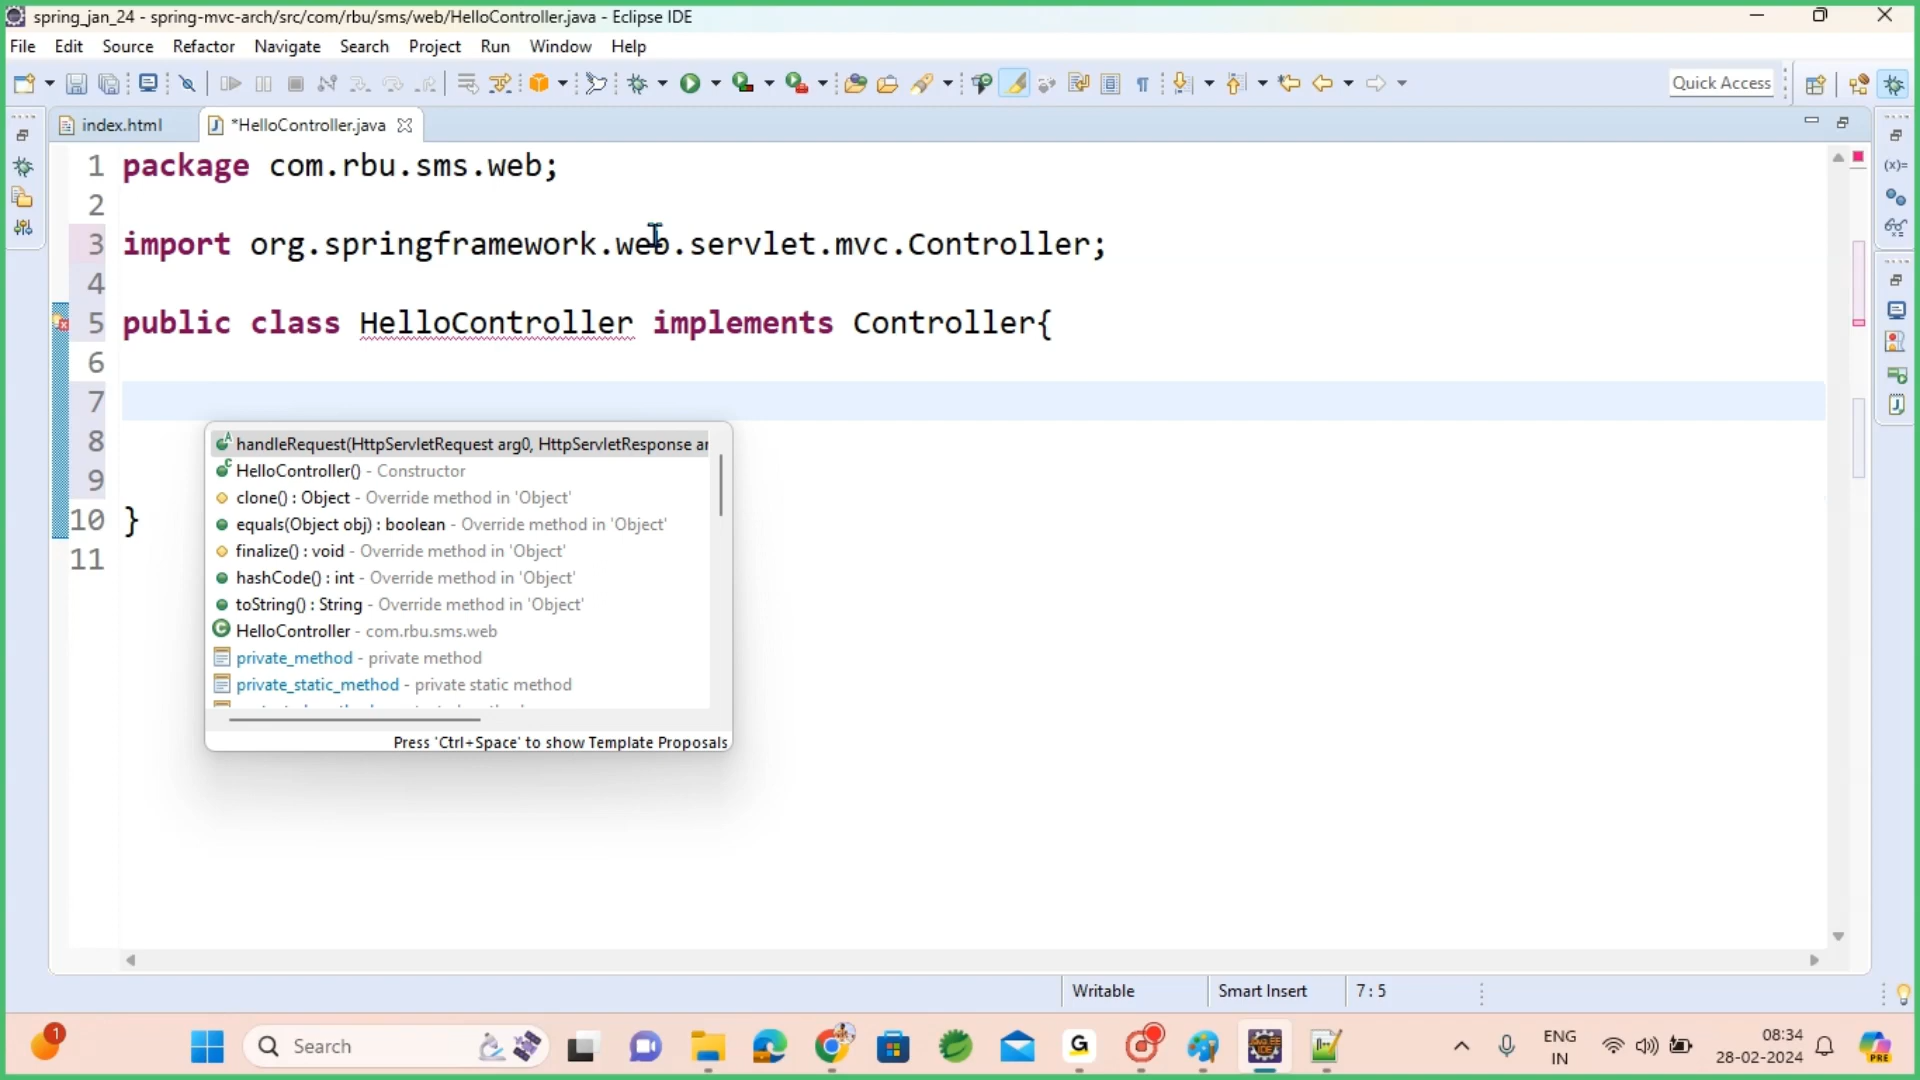 spring_jan_24 - spring-mvc-arch/src/com/rbu/sms/web/HelloController.java - Eclipse IDE
File Edit Source Refactor Navigate Search Project Run Window Help
Quick Access
index.html *HelloController.java
1 package com.rbu.sms.web;
2
3 import org.springframework.web.servlet.mvc.Controller;
4
5 public class HelloController implements Controller{
6
7
8
9
10 }
11
handleRequest(HttpServletRequest arg0, HttpServletResponse ar
HelloController() - Constructor
clone() : Object - Override method in 'Object'
equals(Object obj) : boolean - Override method in 'Object'
finalize() : void - Override method in 'Object'
hashCode() : int - Override method in 'Object'
toString() : String - Override method in 'Object'
HelloController - com.rbu.sms.web
private_method - private method
private_static_method - private static method
Press 'Ctrl+Space' to show Template Proposals
Writable Smart Insert 7 : 5
Search
ENG
IN
08:34
28-02-2024